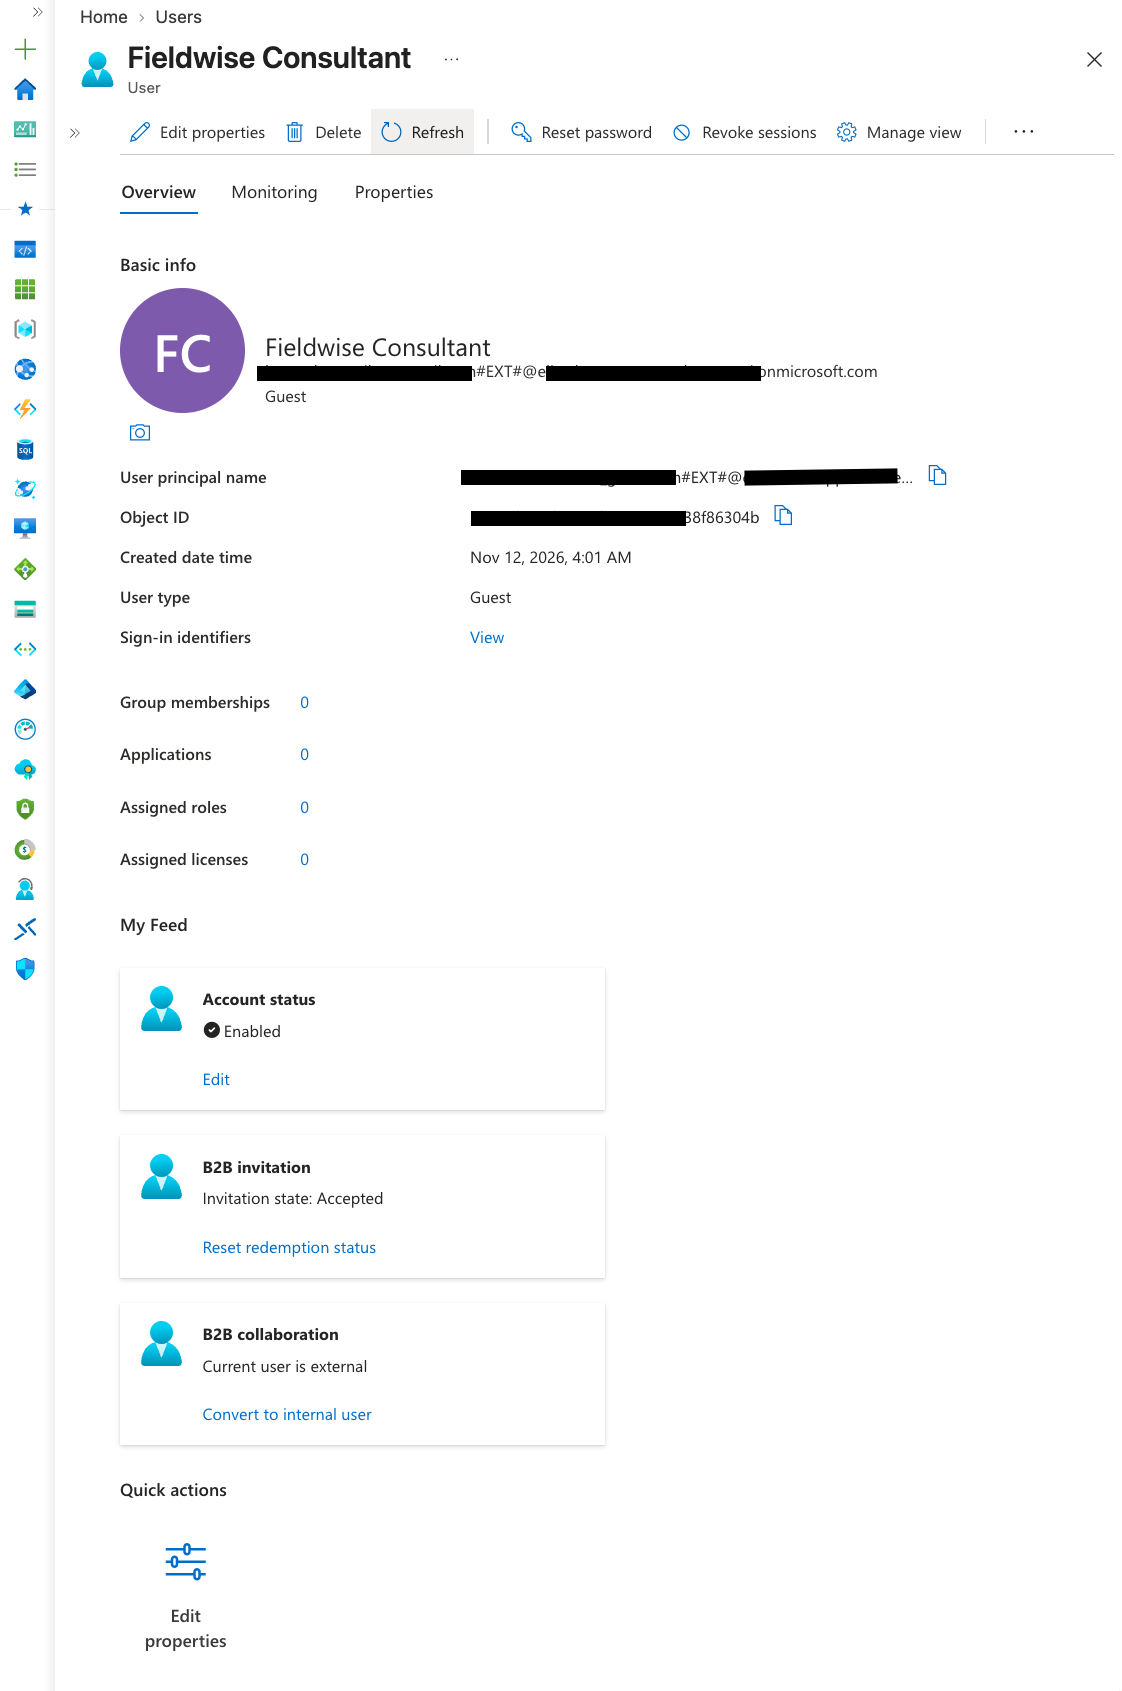 Home › Users
Fieldwise Consultant ...
User
Edit properties Delete Refresh Reset password Revoke sessions Manage view ...
Overview Monitoring Properties
Basic info
FC
Fieldwise Consultant
#EXT#@ onmicrosoft.com
Guest
User principal name #EXT#@ e...
Object ID 38f86304b
Created date time Nov 12, 2026, 4:01 AM
User type Guest
Sign-in identifiers View
Group memberships 0
Applications 0
Assigned roles 0
Assigned licenses 0
My Feed
Account status
Enabled
Edit
B2B invitation
Invitation state: Accepted
Reset redemption status
B2B collaboration
Current user is external
Convert to internal user
Quick actions
Edit
properties